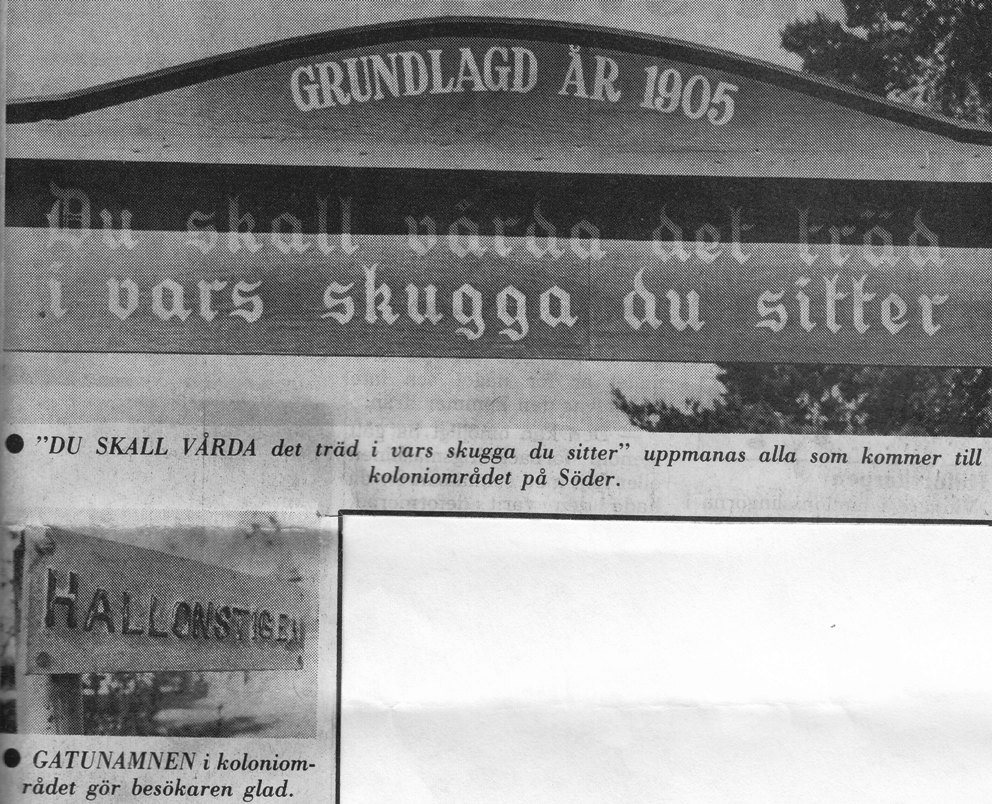 GRUNDLAGD ÅR 1905
Du skall vårda det träd
i vars skugga du sitter
● ”DU SKALL VÅRDA det träd i vars skugga du sitter” uppmanas alla som kommer till
koloniområdet på Söder.
HALLONSTIGEN
● GATUNAMNEN i koloniom-
rådet gör besökaren glad.